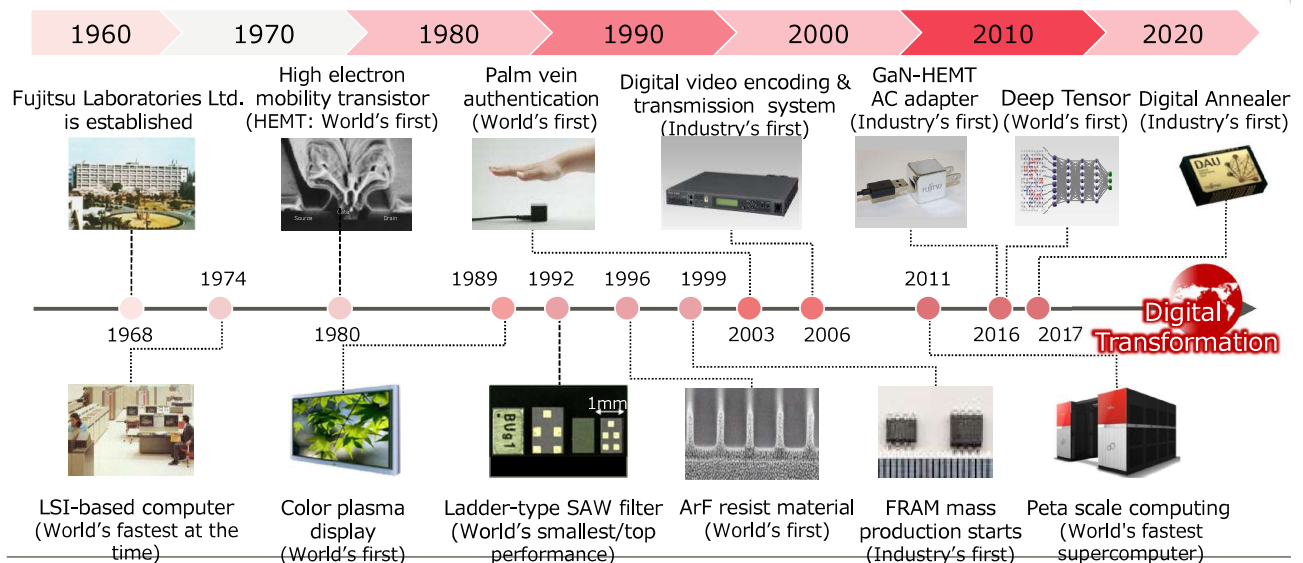 1960
1970
1980
1990
2000
2010
2020
Fujitsu Laboratories Ltd.
is established
High electron
mobility transistor
(HEMT: World's first)
Palm vein
authentication
(World's first)
Digital video encoding &
transmission system
(Industry's first)
GaN-HEMT
AC adapter
(Industry's first)
Deep Tensor
(World's first)
Digital Annealer
(Industry's first)
Source
Gate
Drain
FUJITSU
DAU
1968
1974
1980
1989
1992
1996
1999
2003
2006
2011
2016
2017
Digital
Transformation
1mm
BUg1
LSI-based computer
(World's fastest at the
time)
Color plasma
display
(World's first)
Ladder-type SAW filter
(World's smallest/top
performance)
ArF resist material
(World's first)
FRAM mass
production starts
(Industry's first)
Peta scale computing
(World's fastest
supercomputer)